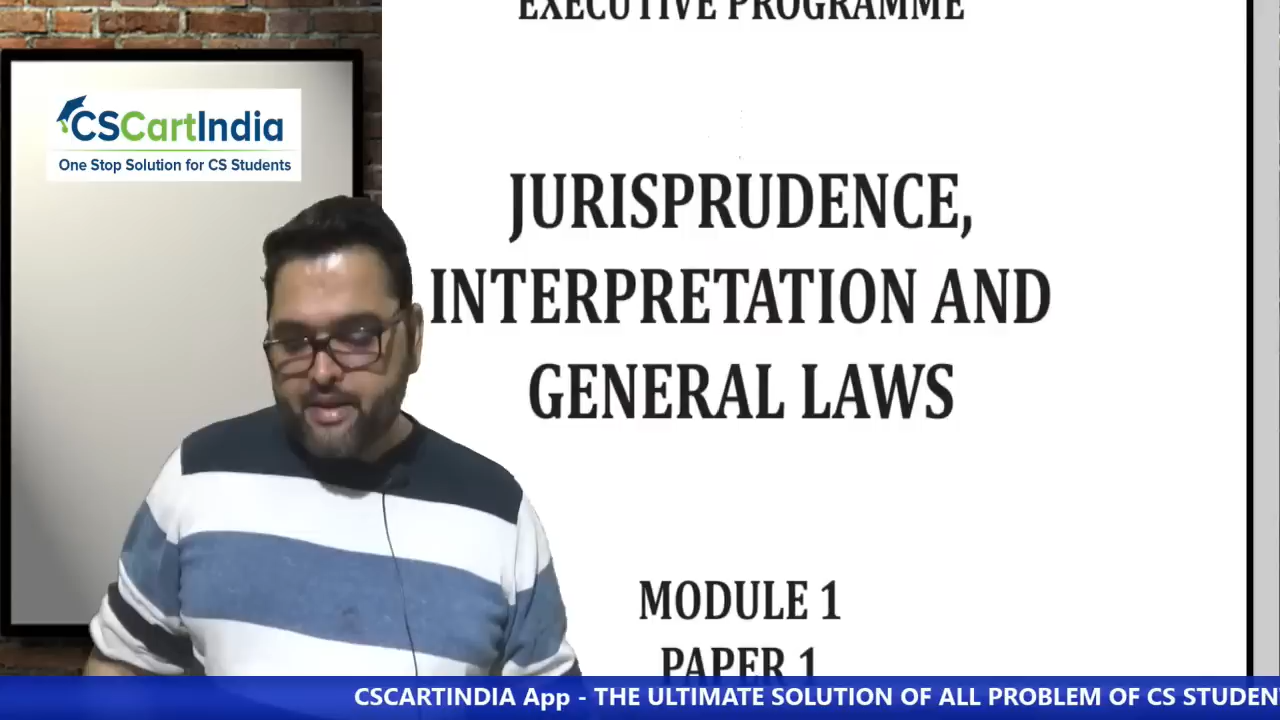 EXECUTIVE PROGRAMME
CSCartIndia
One Stop Solution for CS Students
JURISPRUDENCE,
INTERPRETATION AND
GENERAL LAWS
MODULE 1
PAPER 1
CSCARTINDIA App - THE ULTIMATE SOLUTION OF ALL PROBLEM OF CS STUDEN